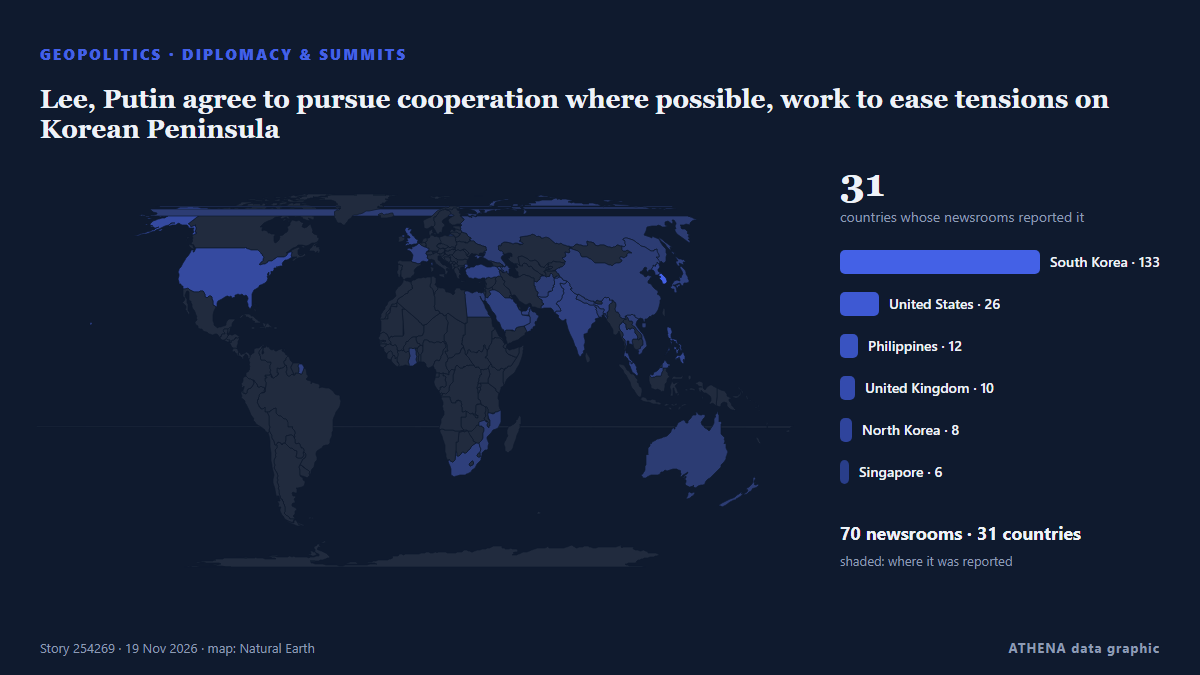 GEOPOLITICS · DIPLOMACY & SUMMITS
Lee, Putin agree to pursue cooperation where possible, work to ease tensions on
Korean Peninsula
31
countries whose newsrooms reported it
South Korea · 133
United States · 26
Philippines · 12
United Kingdom · 10
North Korea · 8
Singapore · 6
70 newsrooms · 31 countries
shaded: where it was reported
Story 254269 · 19 Nov 2026 · map: Natural Earth
ATHENA data graphic